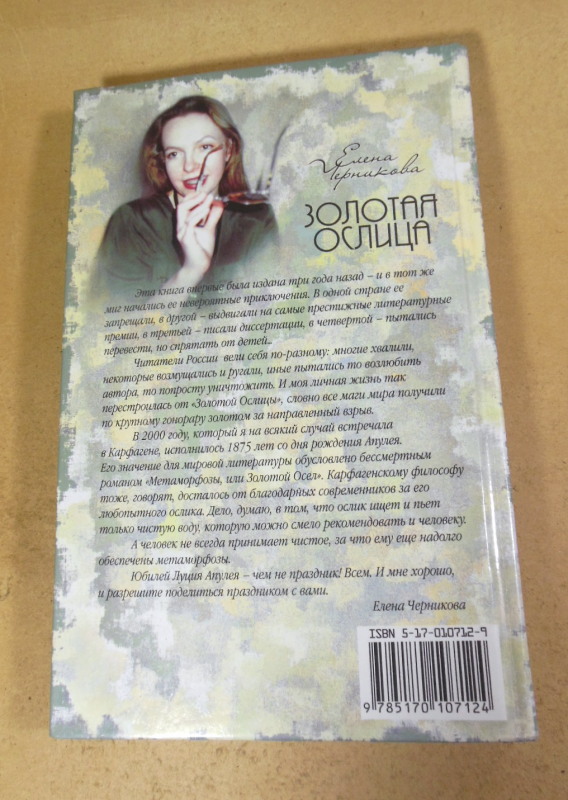 Елена
Черникова
ЗОЛОТАЯ
ОСЛИЦА
Эта книга впервые была издана три года назад – и в тот же
миг начались ее невероятные приключения. В одной стране ее
запрещали, в другой – выдвигали на самые престижные литературные
премии, в третьей – писали диссертации, в четвертой – пытались
перевести, но спрятать от детей...
Читатели России вели себя по-разному: многие хвалили,
некоторые возмущались и ругали, иные пытались то возлюбить
автора, то попросту уничтожить. И моя личная жизнь так
перестроилась от «Золотой Ослицы», словно все маги мира получили
по крупному гонорару золотом за направленный взрыв.
В 2000 году, который я на всякий случай встречала
в Карфагене, исполнилось 1875 лет со дня рождения Апулея.
Его значение для мировой литературы обусловлено бессмертным
романом «Метаморфозы, или Золотой Осел». Карфагенскому философу
тоже, говорят, досталось от благодарных современников за его
любопытного ослика. Дело, думаю, в том, что ослик ищет и пьет
только чистую воду, которую можно смело рекомендовать и человеку.
А человек не всегда принимает чистое, за что ему еще надолго
обеспечены метаморфозы.
Юбилей Луция Апулея – чем не праздник! Всем. И мне хорошо,
и разрешите поделиться праздником с вами.
Елена Черникова
ISBN 5-17-010712-9
9 785170 107124